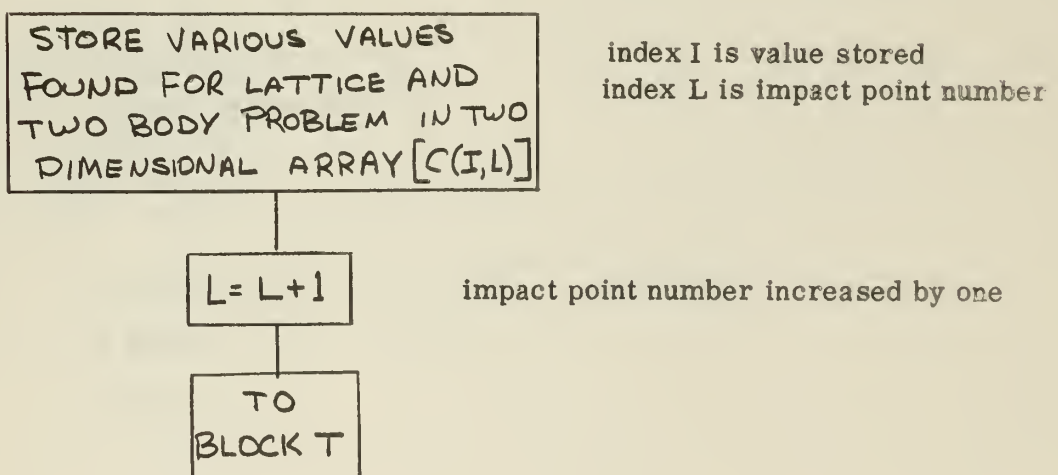 STORE VARIOUS VALUES
FOUND FOR LATTICE AND
TWO BODY PROBLEM IN TWO
DIMENSIONAL ARRAY [C(I,L)]
index I is value stored
index L is impact point number
L= L+1
impact point number increased by one
TO
BLOCK T